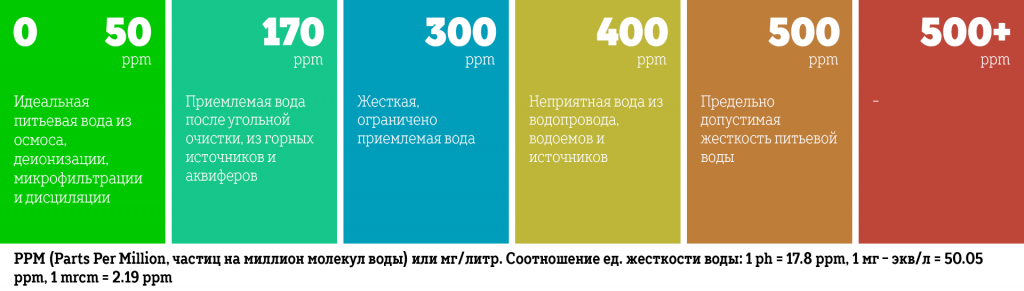 0 50
ppm
Идеальная
питьевая вода из
осмоса,
деионизации,
микрофильтрации
и дисциляции
170
ppm
Приемлемая вода
после угольной
очистки, из горных
источников и
аквиферов
300
ppm
Жесткая,
ограничено
приемлемая вода
400
ppm
Неприятная вода из
водопровода,
водоемов и
источников
500
ppm
Предельно
допустимая
жесткость питьевой
воды
500+
ppm
–
PPM (Parts Per Million, частиц на миллион молекул воды) или мг/литр. Соотношение ед. жесткости воды: 1 ph = 17.8 ppm, 1 мг – экв/л = 50.05
ppm, 1 mrcm = 2.19 ppm